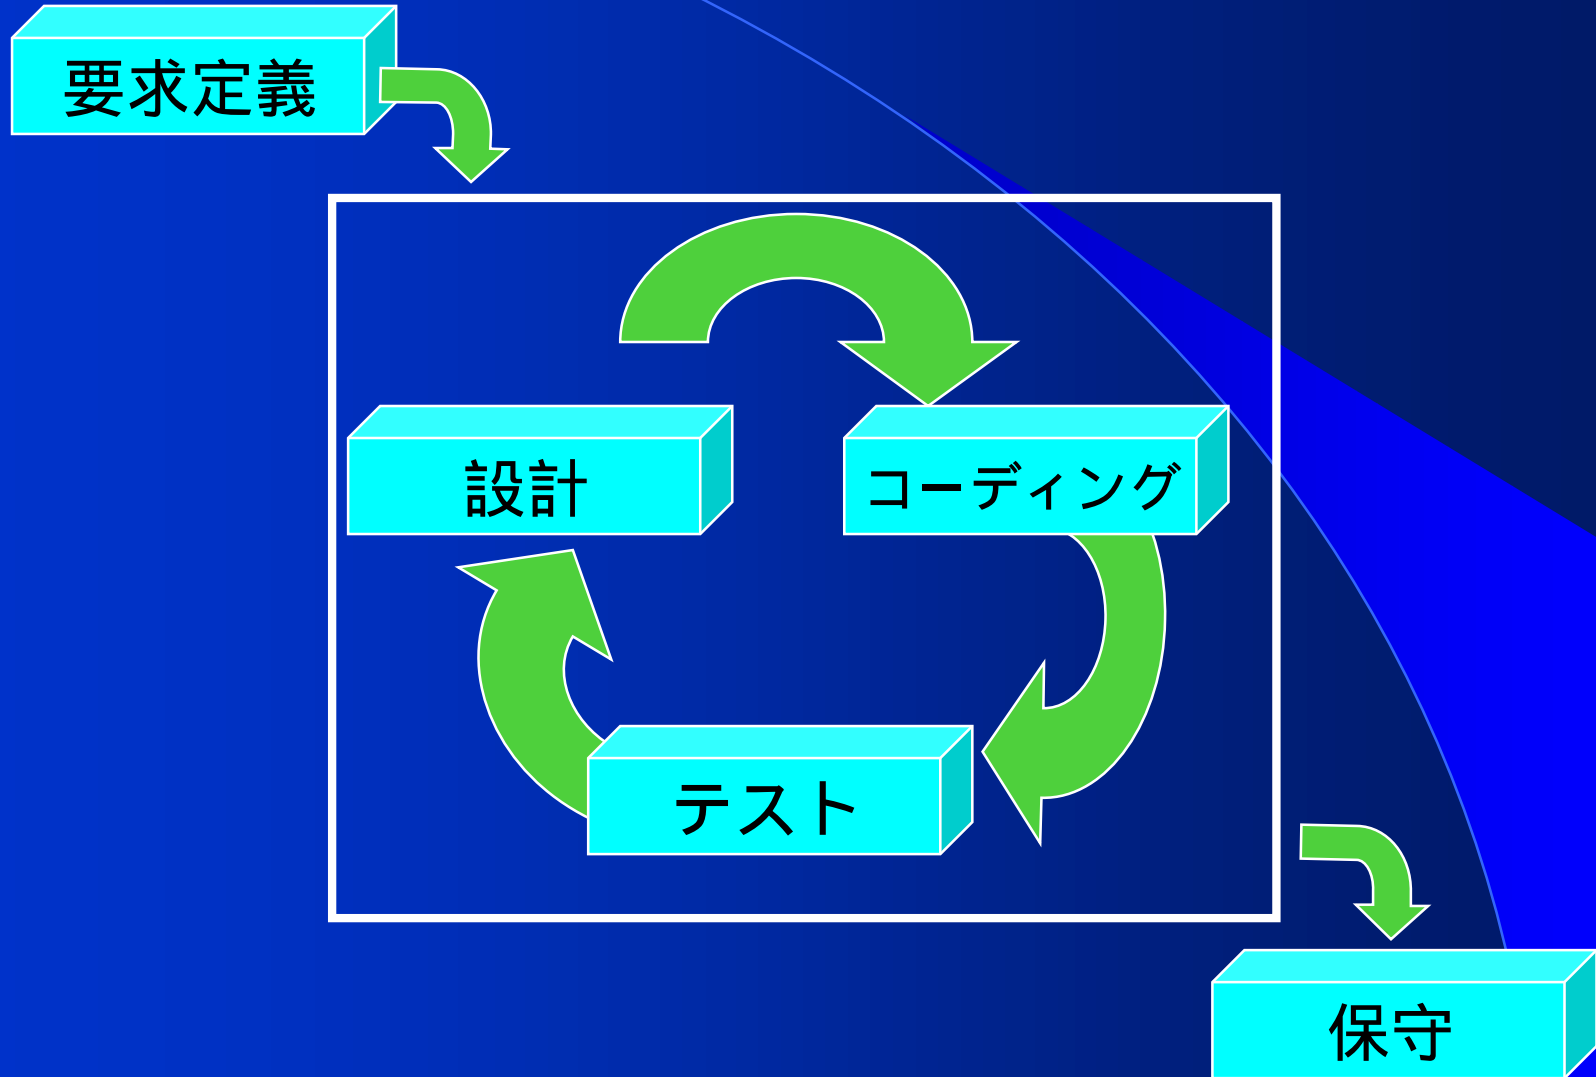 要求定義
設計
コーディング
テスト
保守